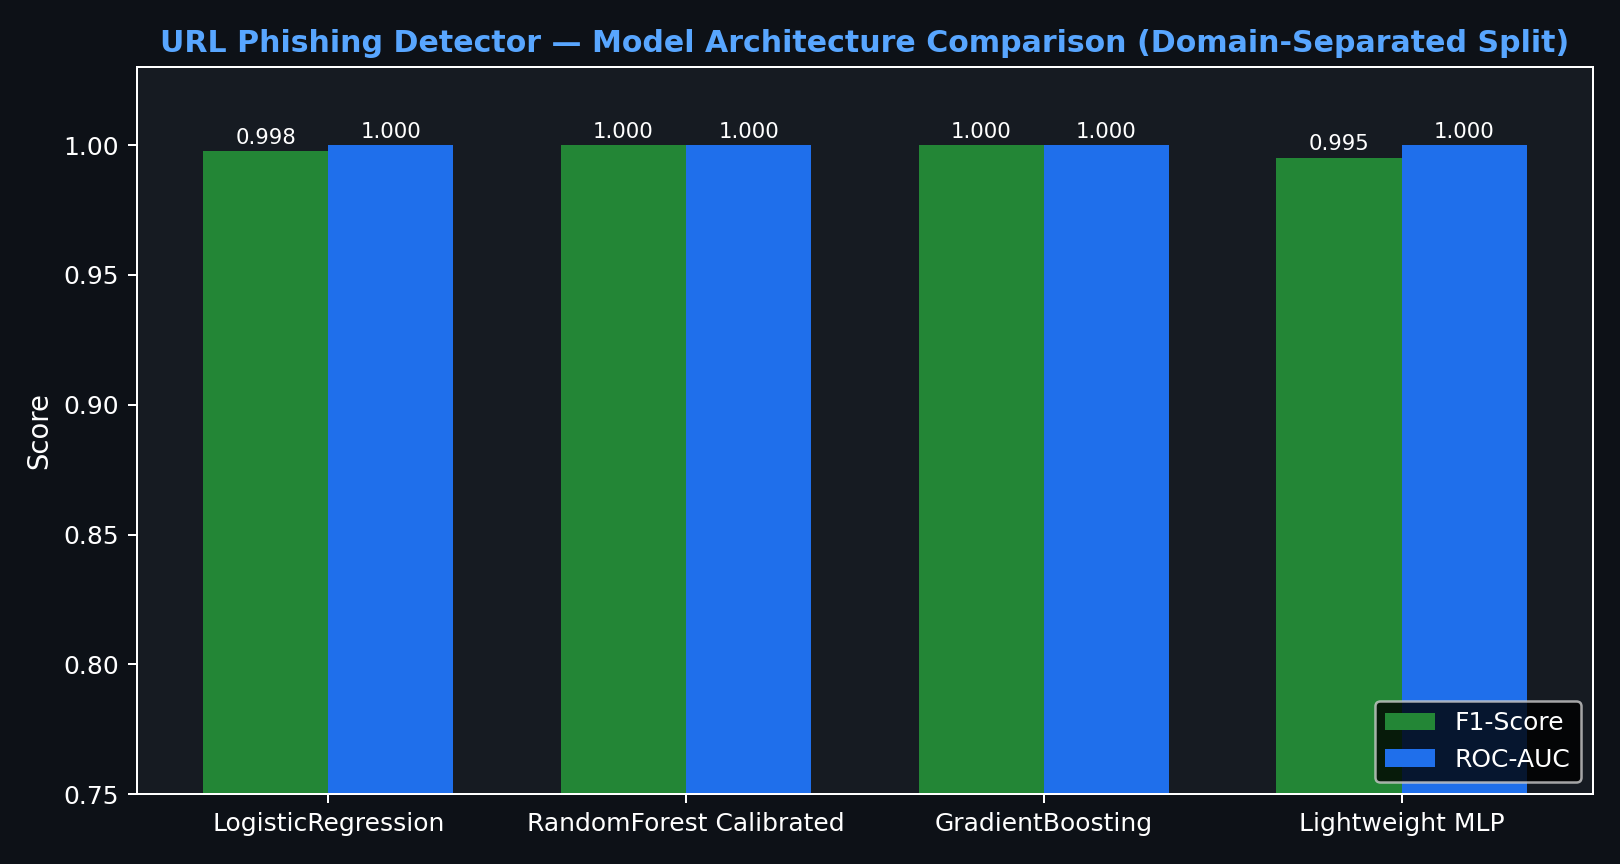 URL Phishing Detector — Model Architecture Comparison (Domain-Separated Split)
0.998
1.000
1.000
1.000
1.000
1.000
0.995
1.000
1.00
0.95
0.90
0.85
0.80
0.75
Score
F1-Score
ROC-AUC
LogisticRegression
RandomForest Calibrated
GradientBoosting
Lightweight MLP